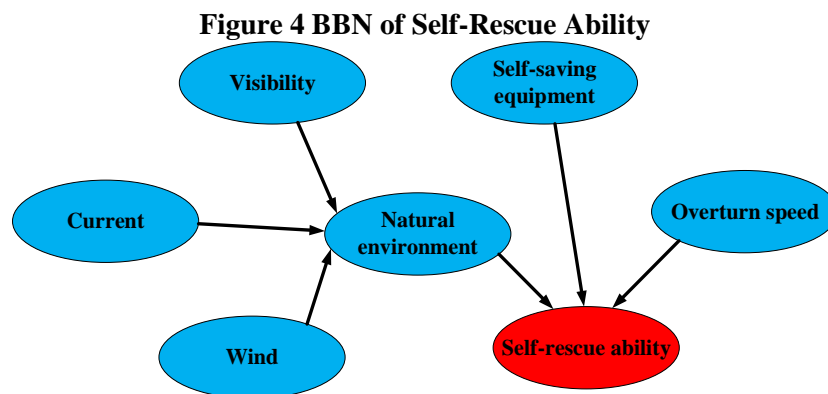 Figure 4 BBN of Self-Rescue Ability
Visibility
Self-saving
equipment
Current
Natural
environment
Overturn speed
Wind
Self-rescue ability